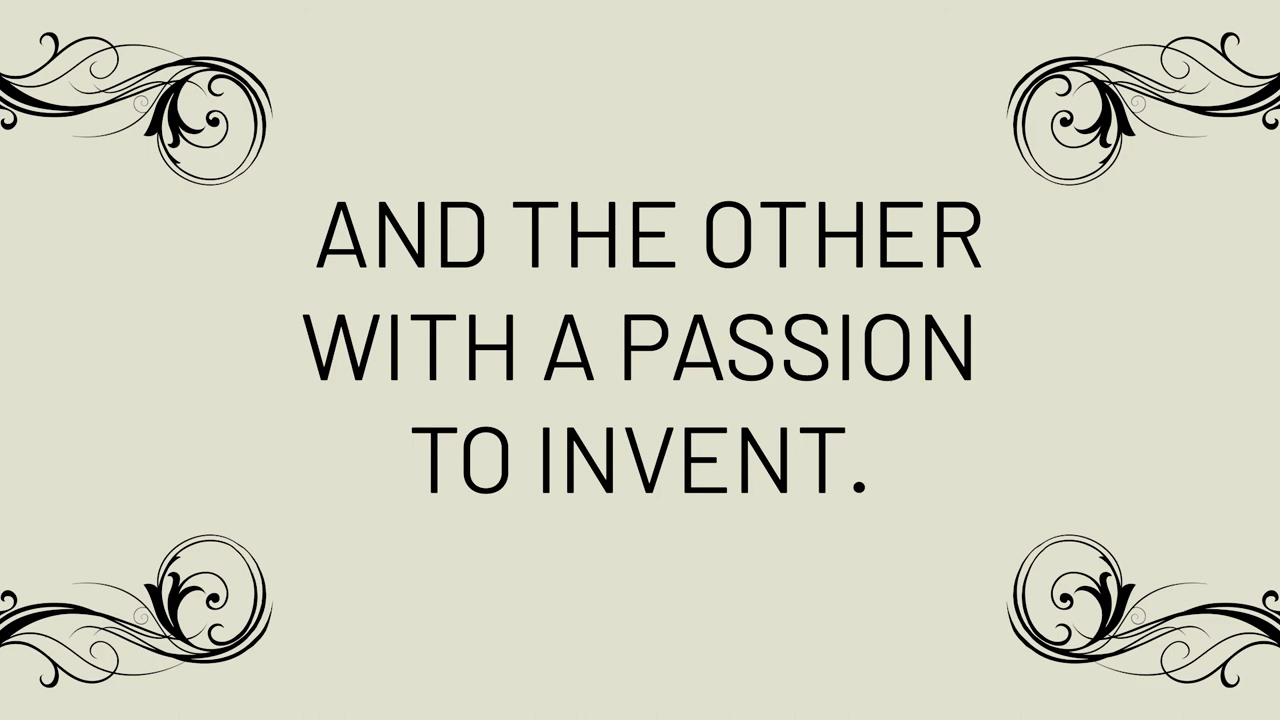 AND THE OTHER
WITH A PASSION
TO INVENT.